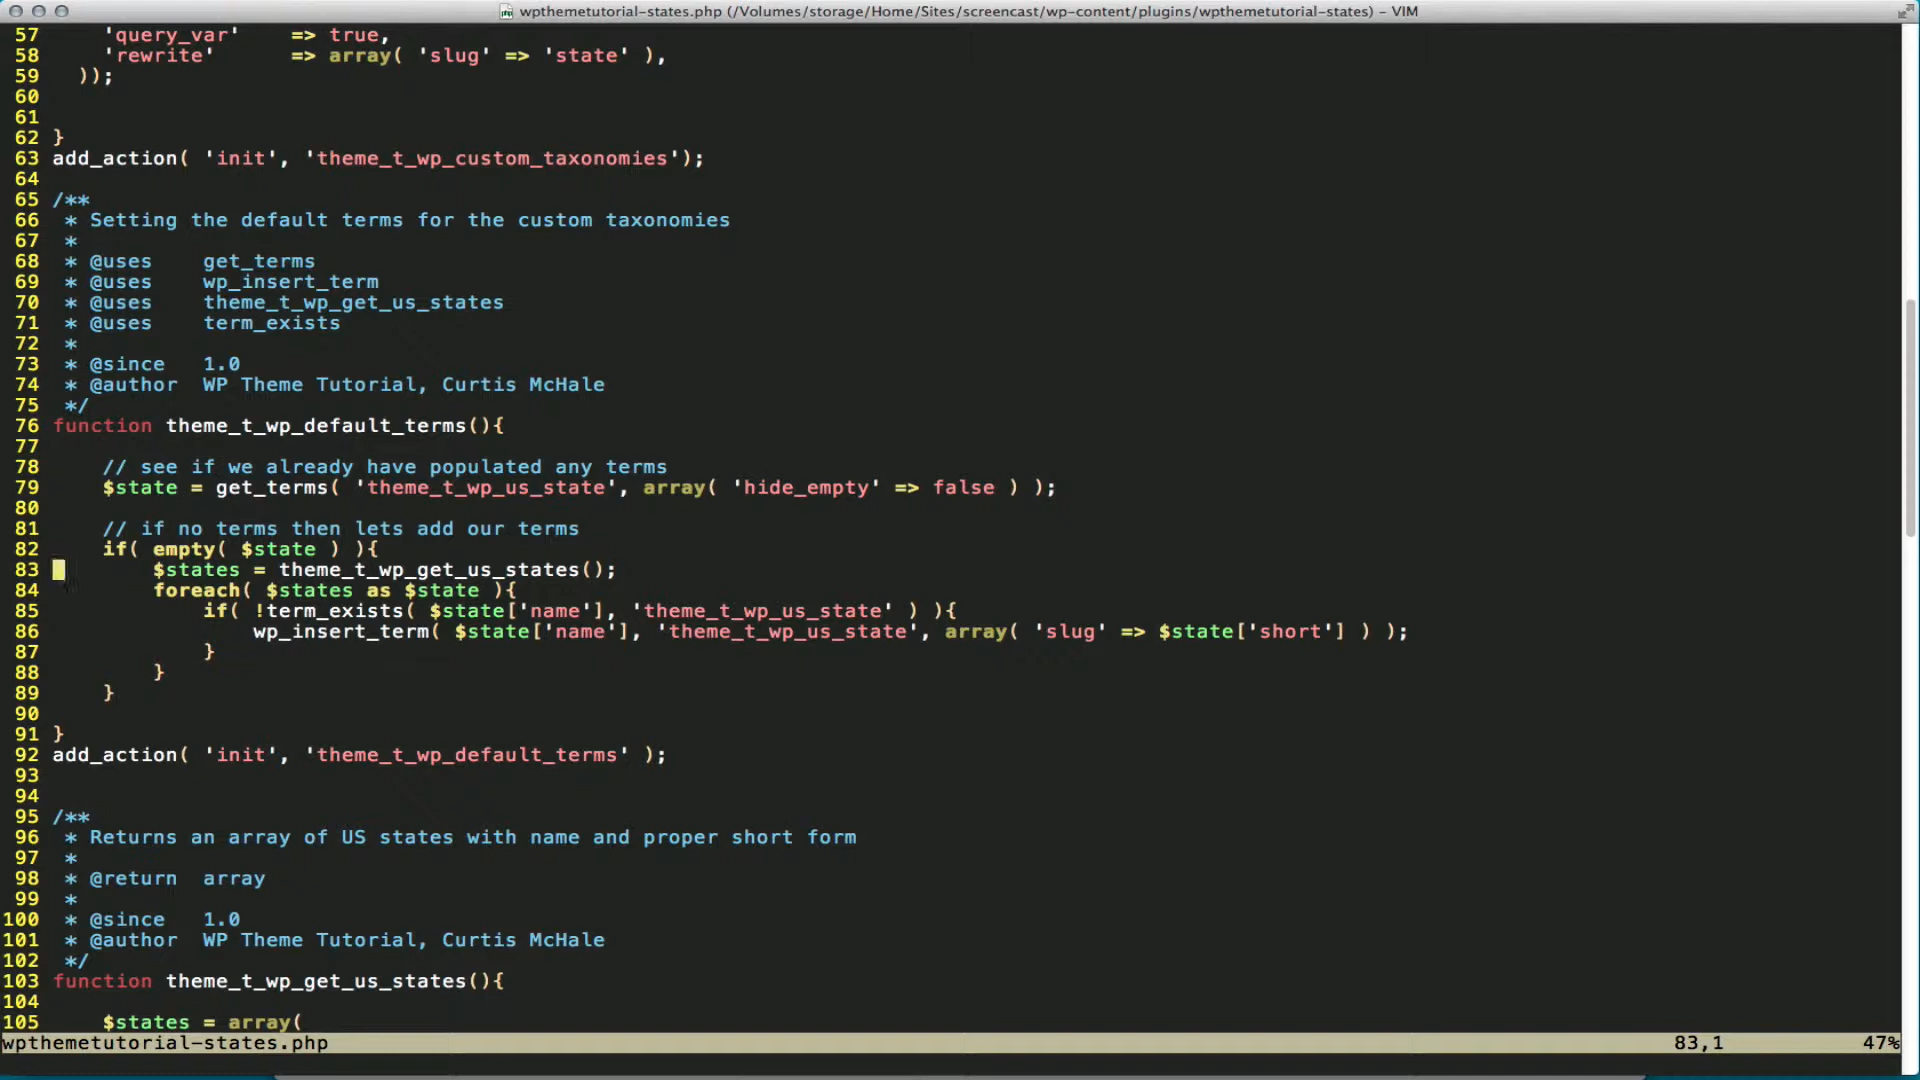 wpthemetutorial-states.php (/Volumes/storage/Home/Sites/screencast/wp-content/plugins/wpthemetutorial-states) – VIM
57     'query_var'    => true,
58     'rewrite'      => array( 'slug' => 'state' ),
59   ));
60
61
62 }
63 add_action( 'init', 'theme_t_wp_custom_taxonomies');
64
65 /**
66  * Setting the default terms for the custom taxonomies
67  *
68  * @uses    get_terms
69  * @uses    wp_insert_term
70  * @uses    theme_t_wp_get_us_states
71  * @uses    term_exists
72  *
73  * @since   1.0
74  * @author  WP Theme Tutorial, Curtis McHale
75  */
76 function theme_t_wp_default_terms(){
77
78     // see if we already have populated any terms
79     $state = get_terms( 'theme_t_wp_us_state', array( 'hide_empty' => false ) );
80
81     // if no terms then lets add our terms
82     if( empty( $state ) ){
83         $states = theme_t_wp_get_us_states();
84         foreach( $states as $state ){
85             if( !term_exists( $state['name'], 'theme_t_wp_us_state' ) ){
86                 wp_insert_term( $state['name'], 'theme_t_wp_us_state', array( 'slug' => $state['short'] ) );
87             }
88         }
89     }
90
91 }
92 add_action( 'init', 'theme_t_wp_default_terms' );
93
94
95 /**
96  * Returns an array of US states with name and proper short form
97  *
98  * @return  array
99  *
100  * @since   1.0
101  * @author  WP Theme Tutorial, Curtis McHale
102  */
103 function theme_t_wp_get_us_states(){
104
105     $states = array(
wpthemetutorial-states.php 83,1 47%